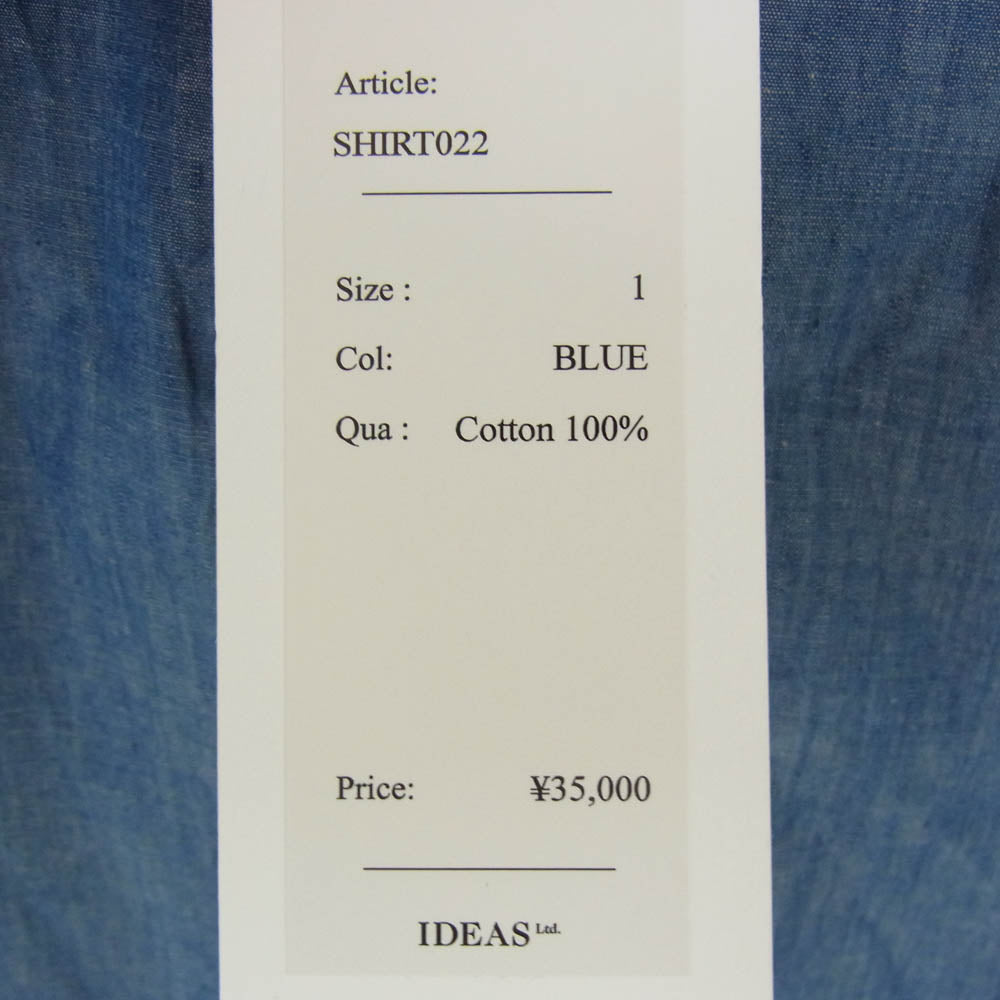 Article:
SHIRT022
Size : 1
Col: BLUE
Qua : Cotton 100%
Price: ¥35,000
IDEAS Ltd.